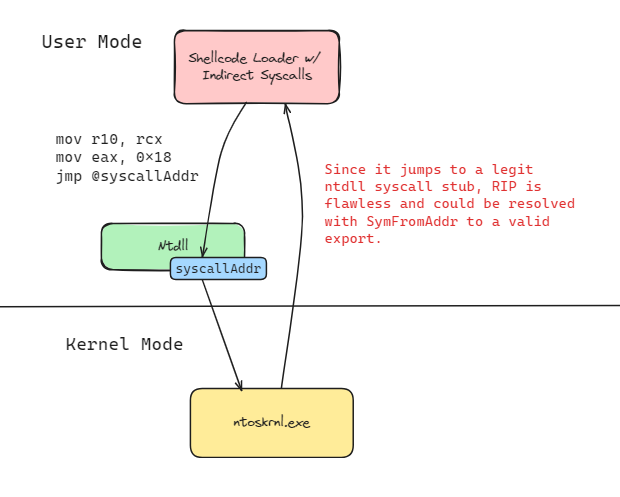 User Mode
Shellcode Loader w/
Indirect Syscalls
mov r10, rcx
mov eax, 0×18
jmp @syscallAddr
Since it jumps to a legit
ntdll syscall stub, RIP is
flawless and could be resolved
with SymFromAddr to a valid
export.
Ntdll
syscallAddr
Kernel Mode
ntoskrnl.exe